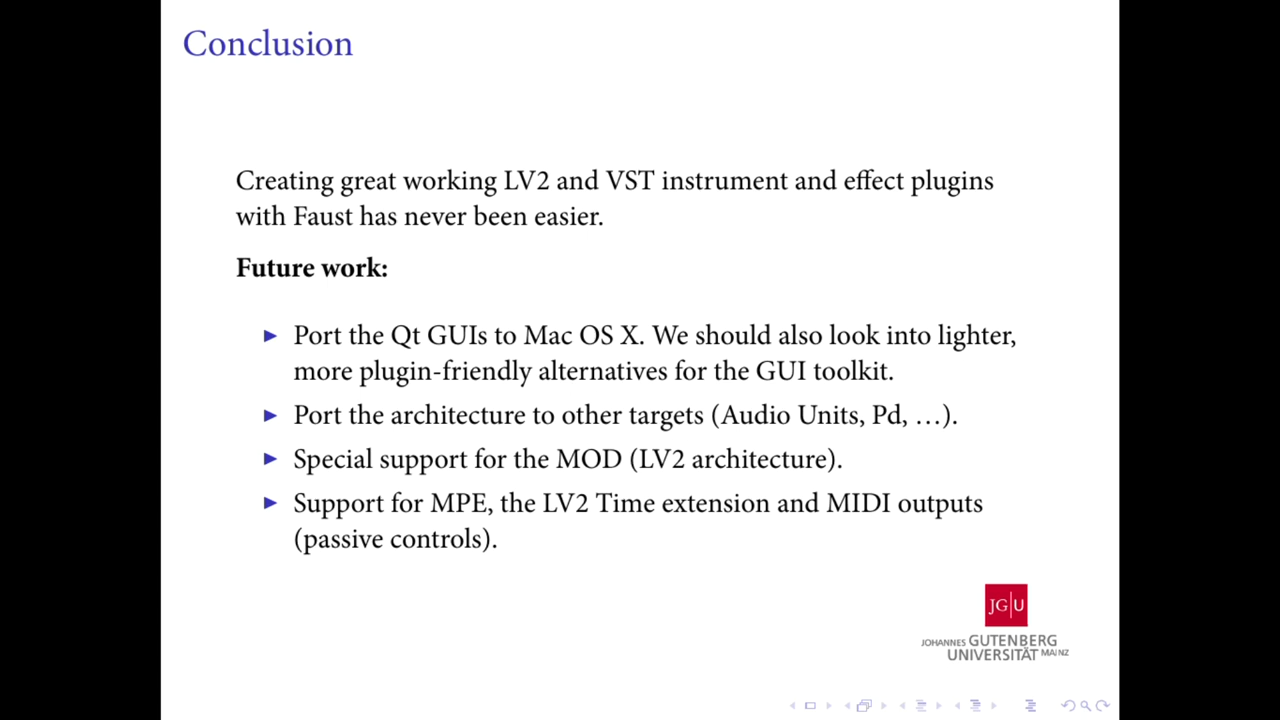 Conclusion
Creating great working LV2 and VST instrument and effect plugins
with Faust has never been easier.
Future work:
Port the Qt GUIs to Mac OS X. We should also look into lighter,
more plugin-friendly alternatives for the GUI toolkit.
Port the architecture to other targets (Audio Units, Pd, …).
Special support for the MOD (LV2 architecture).
Support for MPE, the LV2 Time extension and MIDI outputs
(passive controls).
JG|U
JOHANNES GUTENBERG
UNIVERSITÄT MAINZ